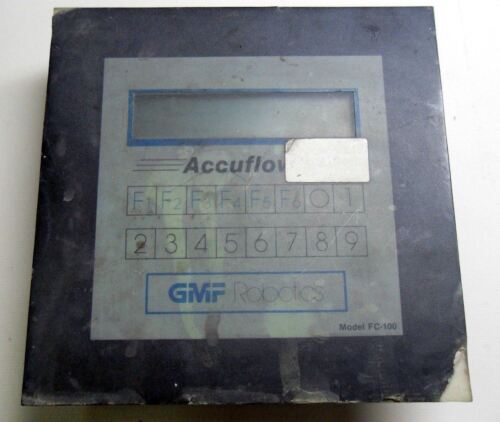 Accuflow
F1 F2 F3 F4 F5 F6 0 1
2 3 4 5 6 7 8 9
GMF Robotics
Model FC-100